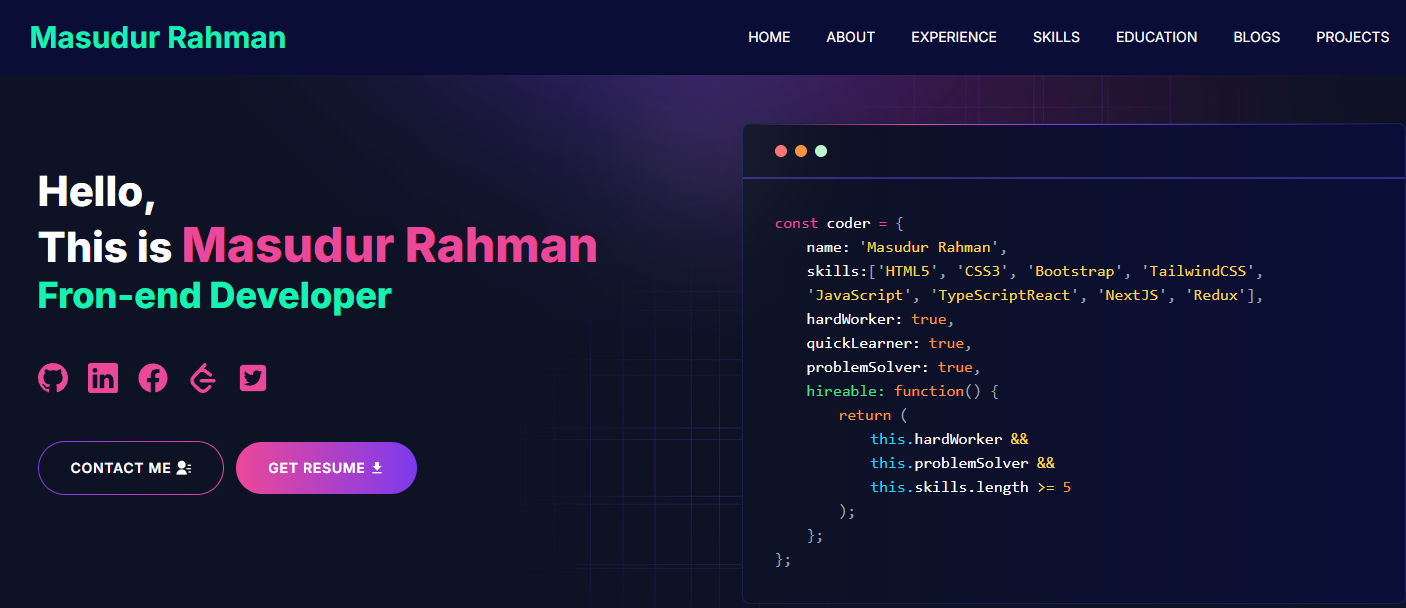 Masudur Rahman
HOME ABOUT EXPERIENCE SKILLS EDUCATION BLOGS PROJECTS
Hello,
This is Masudur Rahman
Fron-end Developer
CONTACT ME
GET RESUME
const coder = {
name: 'Masudur Rahman',
skills:['HTML5', 'CSS3', 'Bootstrap', 'TailwindCSS',
'JavaScript', 'TypeScriptReact', 'NextJS', 'Redux'],
hardWorker: true,
quickLearner: true,
problemSolver: true,
hireable: function() {
return (
this.hardWorker &&
this.problemSolver &&
this.skills.length >= 5
);
};
};